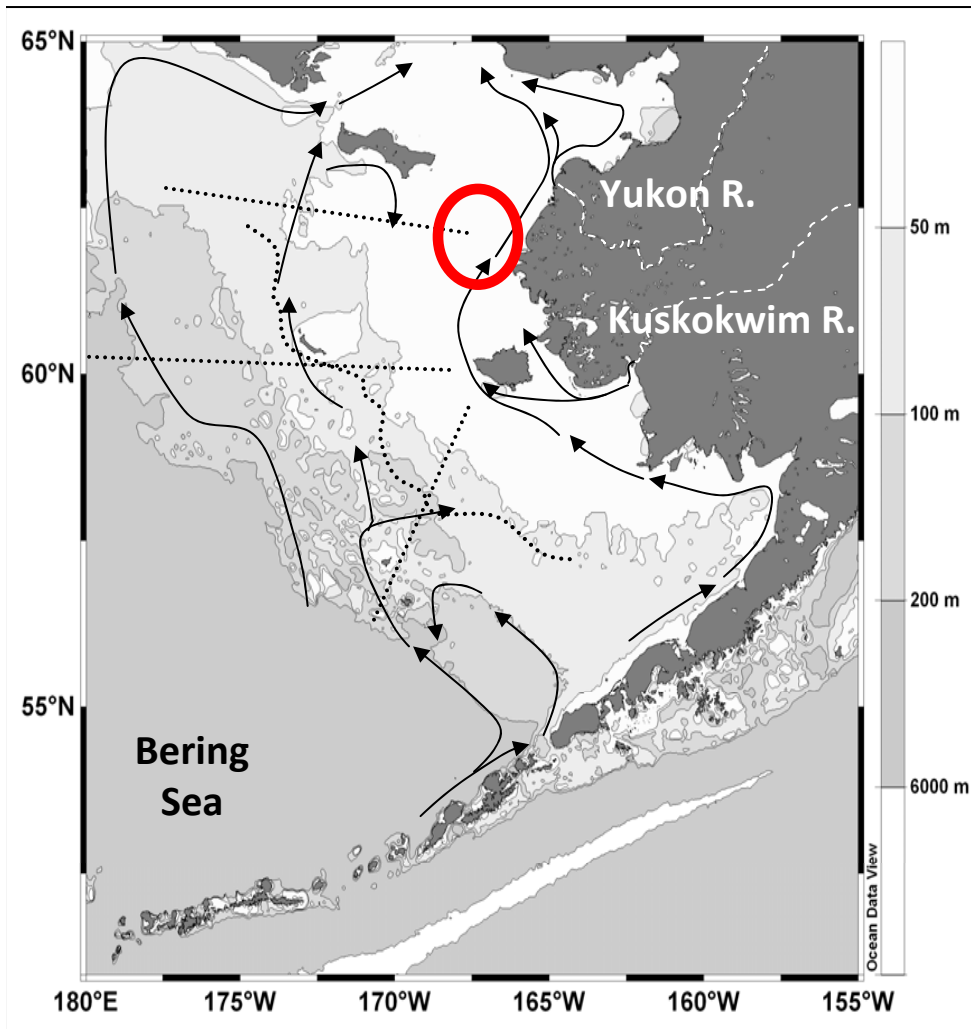 65°N
Yukon R.
50 m
Kuskokwim R.
60°N
100 m
200 m
55°N
Bering
Sea
6000 m
Ocean Data View
180°E
175°W
170°W
165°W
160°W
155°W